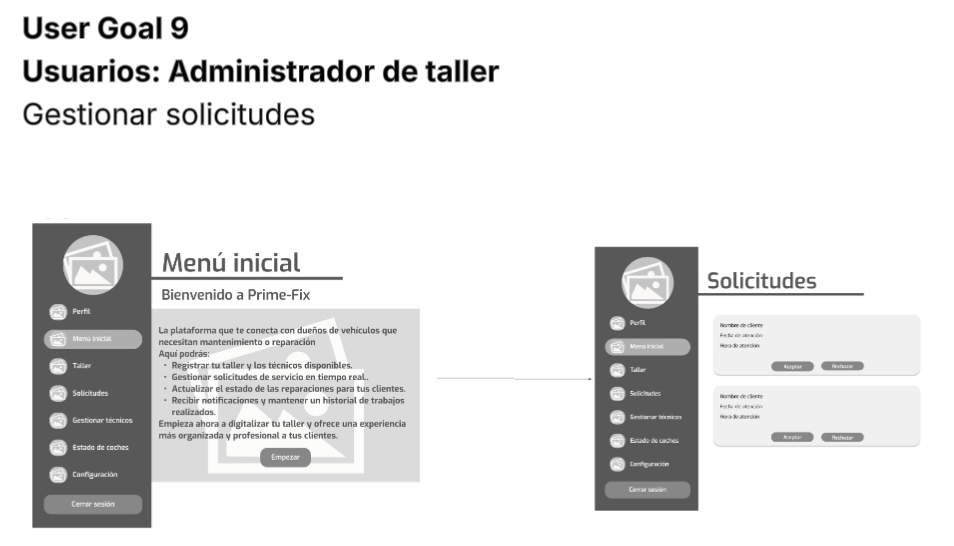 User Goal 9
Usuarios: Administrador de taller
Gestionar solicitudes
Menú inicial
Bienvenido a Prime-Fix
Perfil
Menú inicial
Taller
Solicitudes
Gestionar técnicos
Estado de coches
Configuración
Cerrar sesión
La plataforma que te conecta con dueños de vehículos que
necesitan mantenimiento o reparación
Aquí podrás:
• Registrar tu taller y los técnicos disponibles.
• Gestionar solicitudes de servicio en tiempo real..
• Actualizar el estado de las reparaciones para tus clientes.
• Recibir notificaciones y mantener un historial de trabajos
realizados.
Empieza ahora a digitalizar tu taller y ofrece una experiencia
más organizada y profesional a tus clientes.
Empezar
Solicitudes
Perfil
Menú inicial
Taller
Solicitudes
Gestionar técnicos
Estado de coches
Configuración
Cerrar sesión
Nombre de cliente
Fecha de atención
Hora de atención
Aceptar Rechazar
Nombre de cliente
Fecha de atención
Hora de atención
Aceptar Rechazar